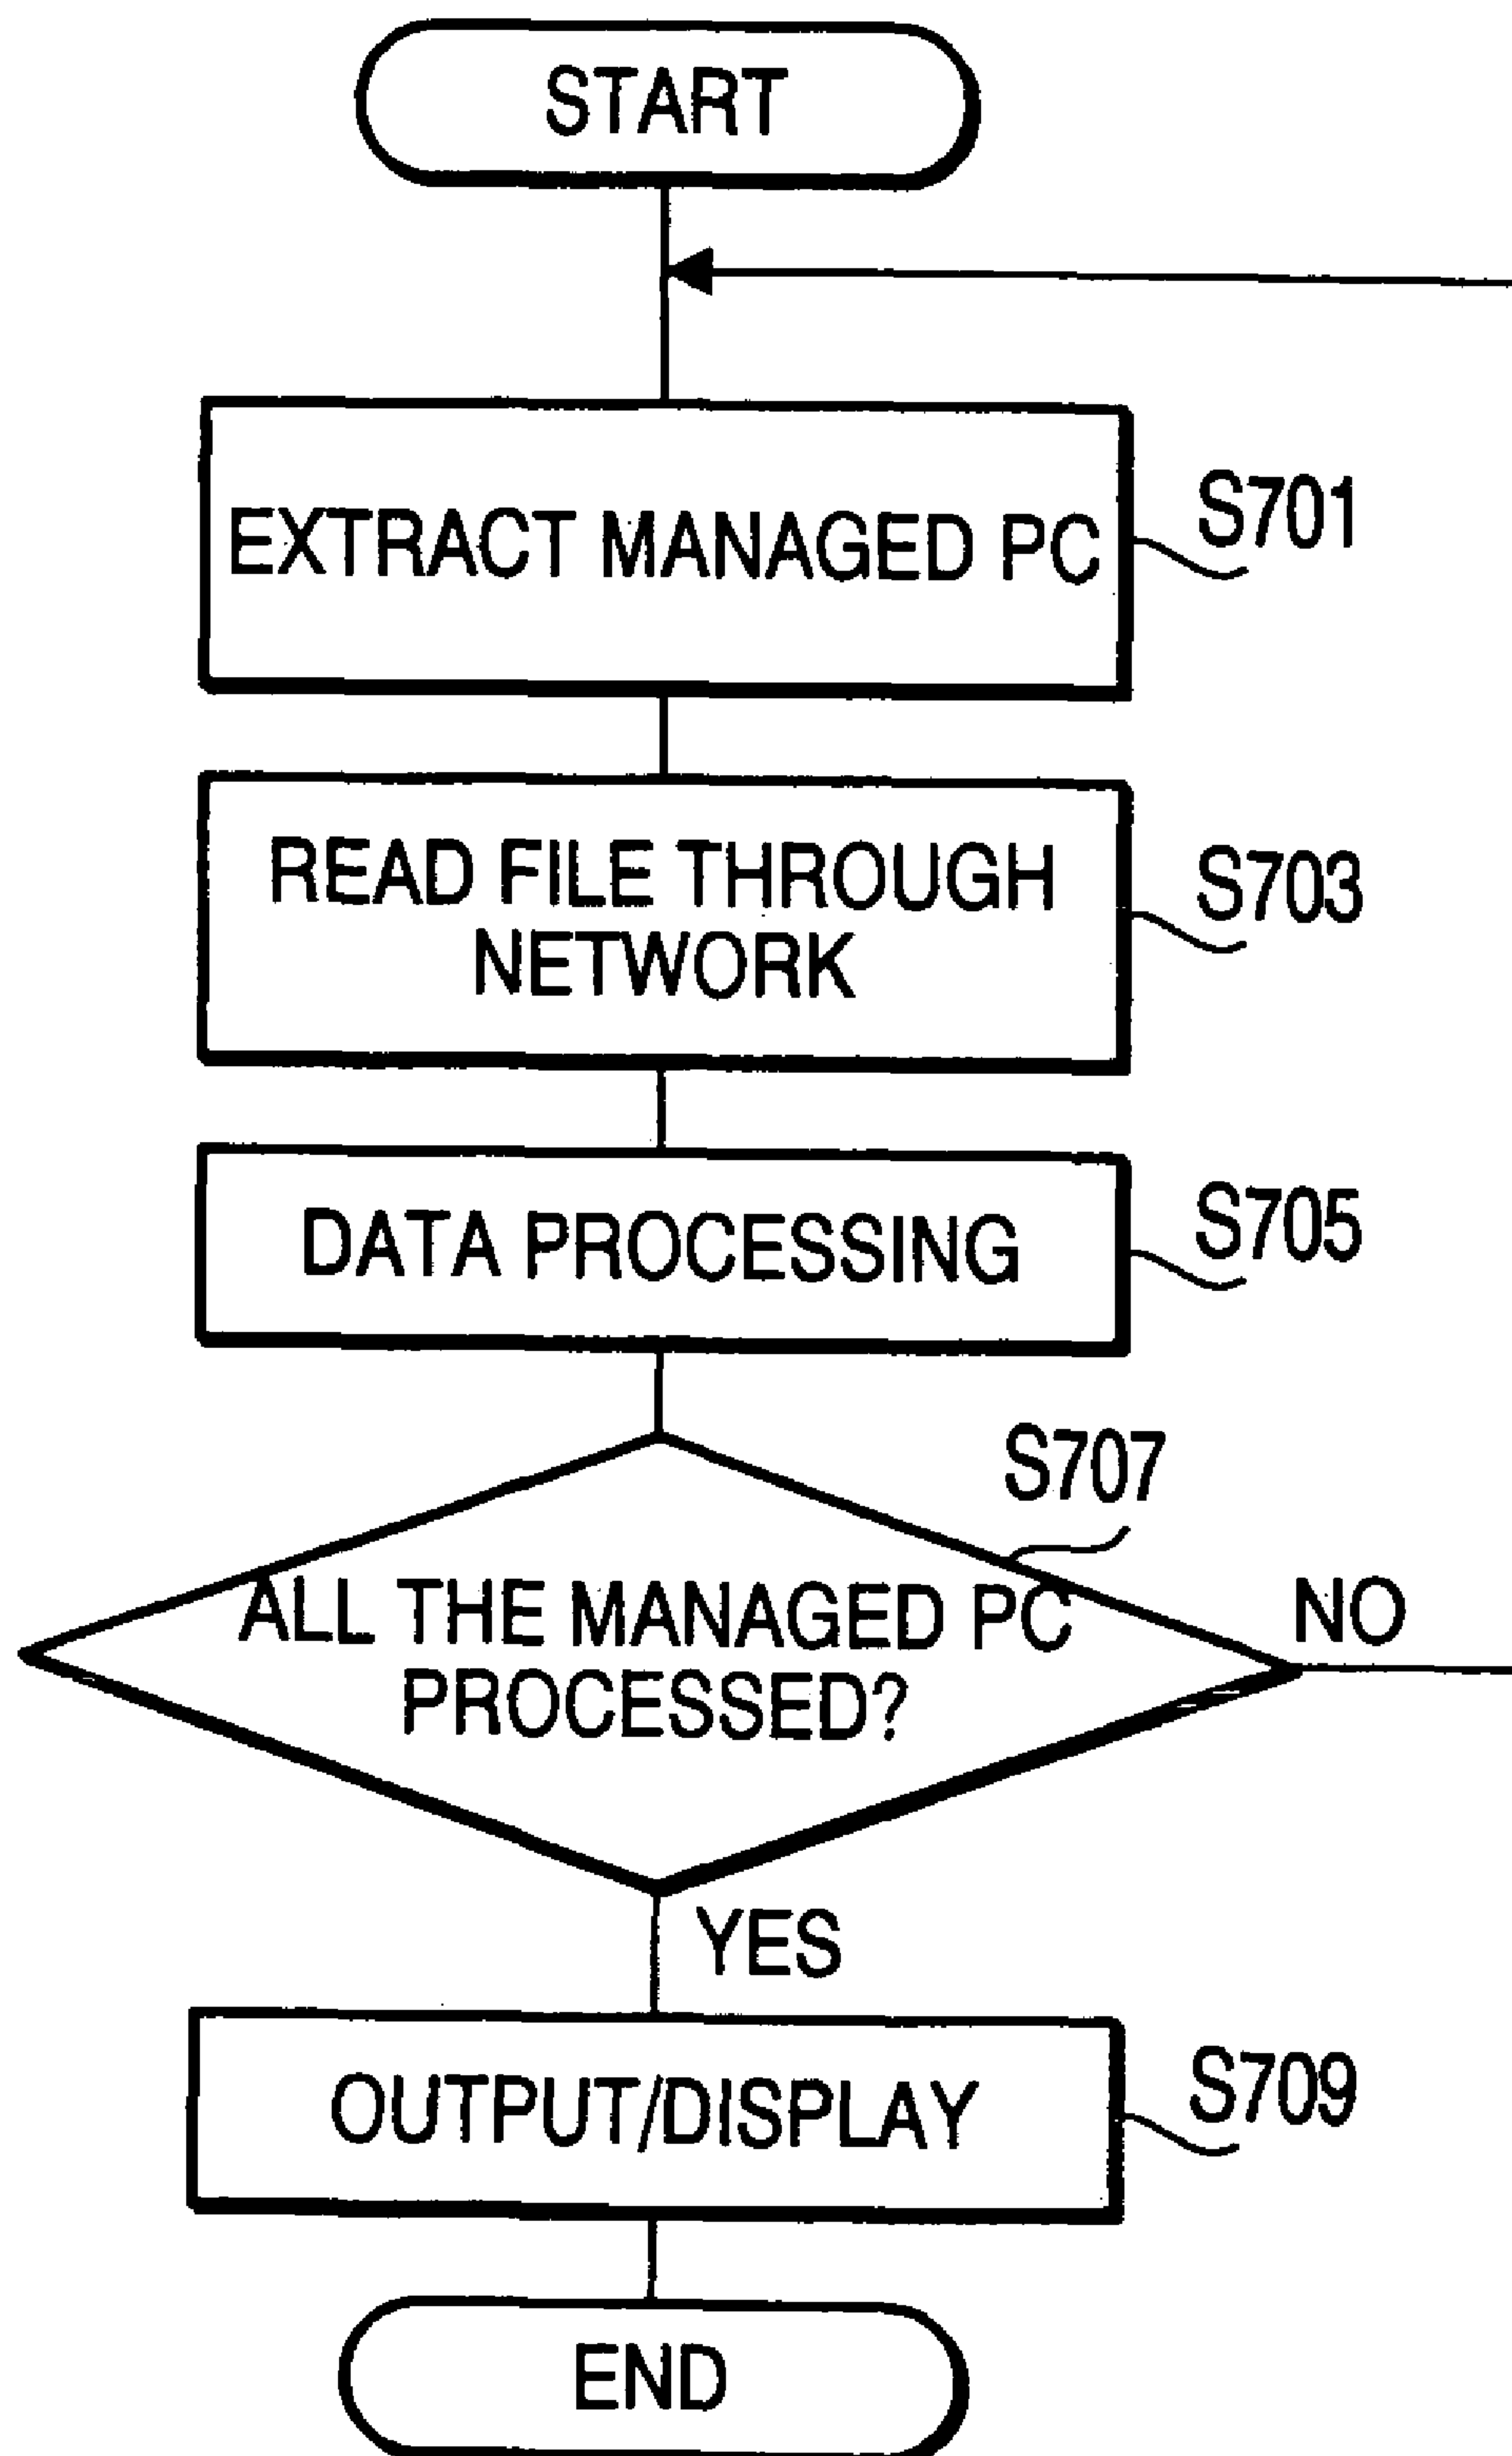 START
EXTRACT MANAGED PC
S701
READ FILE THROUGH
NETWORK
S703
DATA PROCESSING
S705
S707
ALL THE MANAGED PC
PROCESSED?
NO
YES
OUTPUT/DISPLAY
S709
END